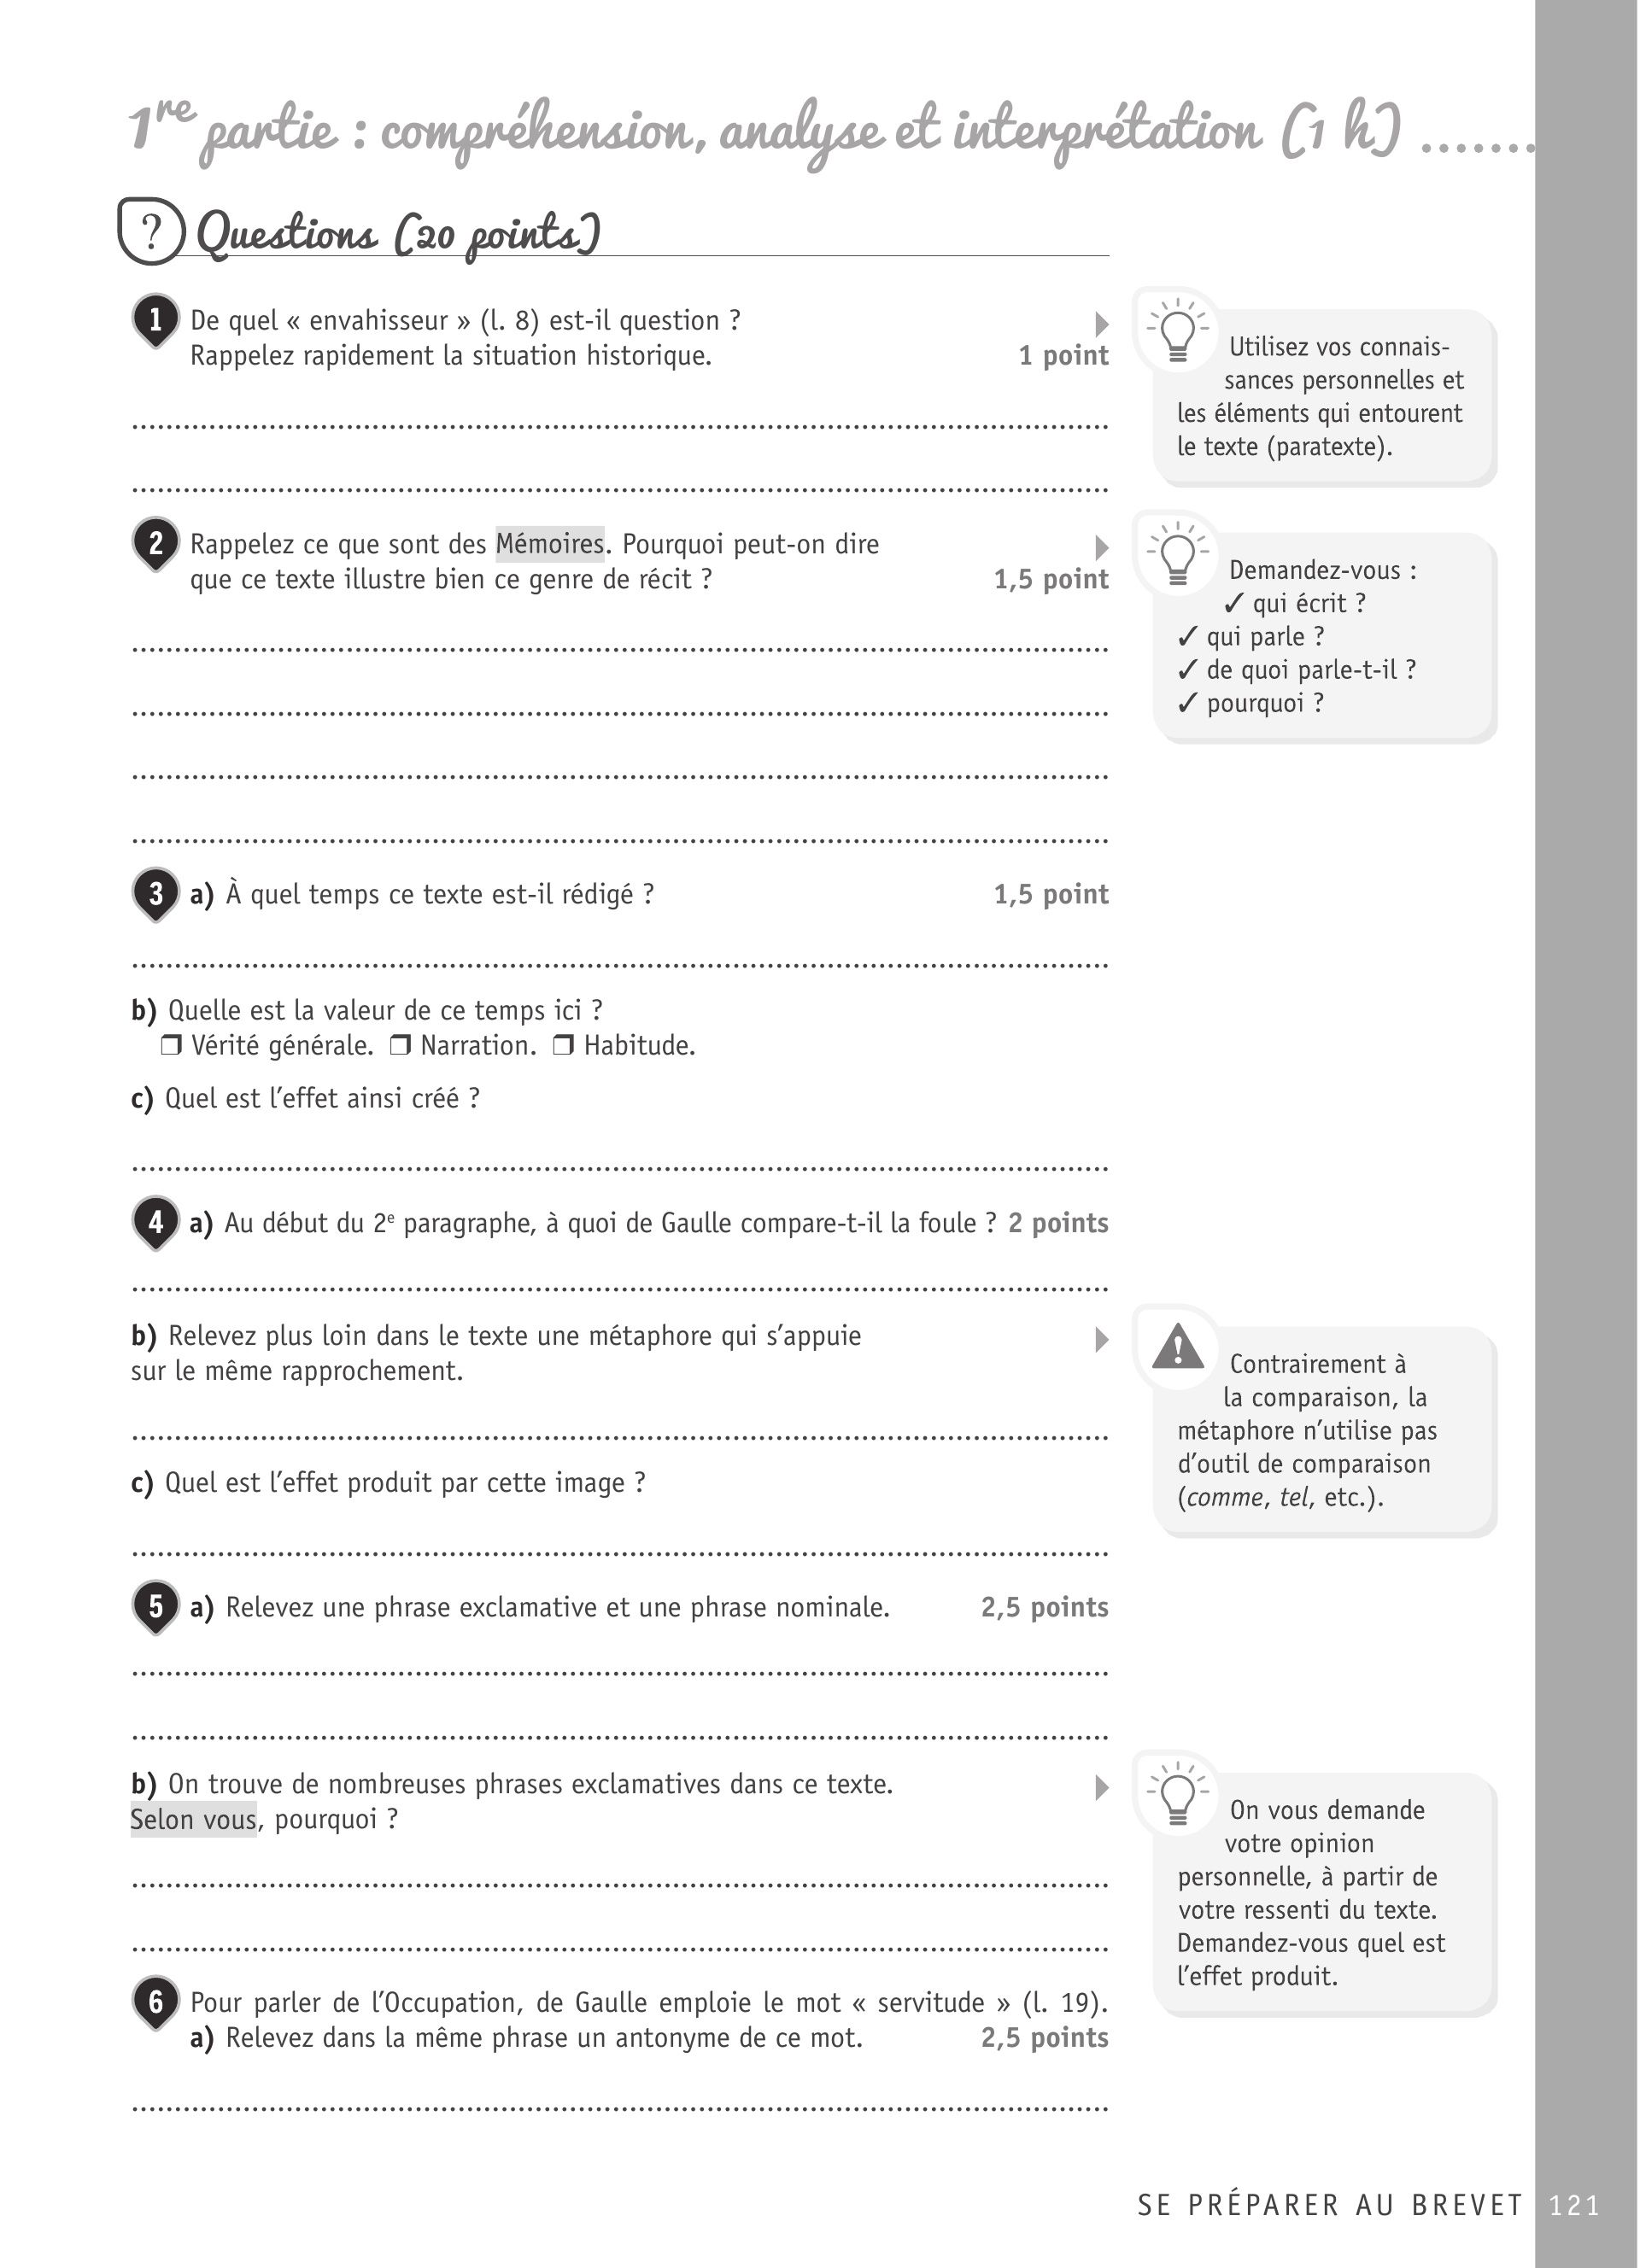 1re partie : compréhension, analyse et interprétation (1 h) .......
? Questions (20 points)
1 De quel « envahisseur » (l. 8) est-il question ?
Rappelez rapidement la situation historique. 1 point
Utilisez vos connais-
sances personnelles et
les éléments qui entourent
le texte (paratexte).
2 Rappelez ce que sont des Mémoires. Pourquoi peut-on dire
que ce texte illustre bien ce genre de récit ? 1,5 point
Demandez-vous :
✓ qui écrit ?
✓ qui parle ?
✓ de quoi parle-t-il ?
✓ pourquoi ?
3 a) À quel temps ce texte est-il rédigé ? 1,5 point
b) Quelle est la valeur de ce temps ici ?
❒ Vérité générale. ❒ Narration. ❒ Habitude.
c) Quel est l'effet ainsi créé ?
4 a) Au début du 2e paragraphe, à quoi de Gaulle compare-t-il la foule ? 2 points
b) Relevez plus loin dans le texte une métaphore qui s'appuie
sur le même rapprochement.
Contrairement à
la comparaison, la
métaphore n'utilise pas
d'outil de comparaison
(comme, tel, etc.).
c) Quel est l'effet produit par cette image ?
5 a) Relevez une phrase exclamative et une phrase nominale. 2,5 points
b) On trouve de nombreuses phrases exclamatives dans ce texte.
Selon vous, pourquoi ?
On vous demande
votre opinion
personnelle, à partir de
votre ressenti du texte.
Demandez-vous quel est
l'effet produit.
6 Pour parler de l'Occupation, de Gaulle emploie le mot « servitude » (l. 19).
a) Relevez dans la même phrase un antonyme de ce mot. 2,5 points
SE PRÉPARER AU BREVET 121